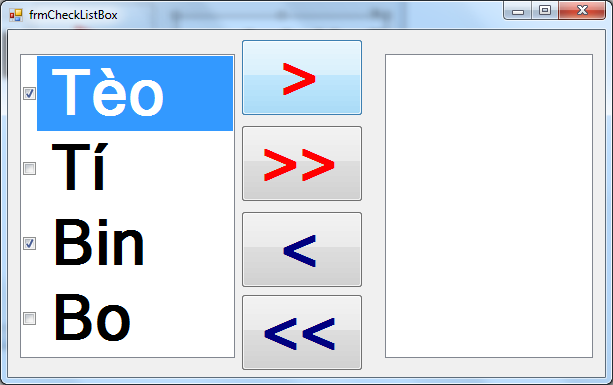 frmCheckListBox
Tèo
Tí
Bin
Bo
>
>>
<
<<